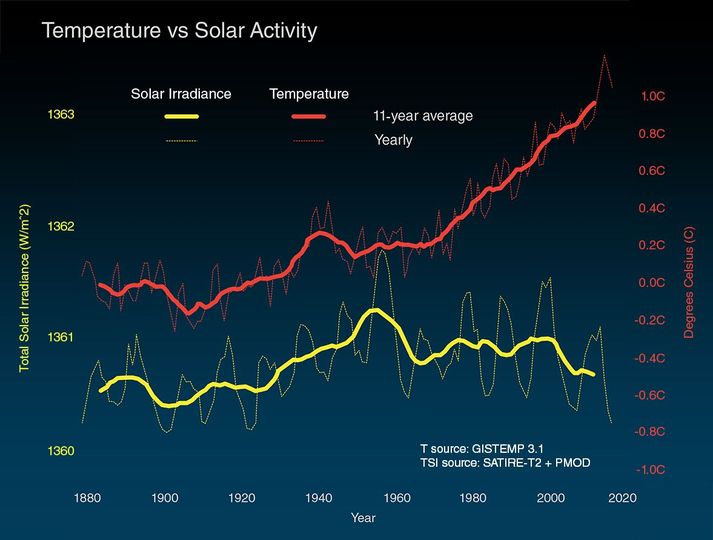 Temperature vs Solar Activity
Solar Irradiance Temperature
11-year average
Yearly
1363
1362
1361
1360
Total Solar Irradiance (W/m^2)
1.0C
0.8C
0.6C
0.4C
0.2C
0.0C
-0.2C
-0.4C
-0.6C
-0.8C
-1.0C
Degrees Celsius (C)
T source: GISTEMP 3.1
TSI source: SATIRE-T2 + PMOD
1880 1900 1920 1940 1960 1980 2000 2020
Year